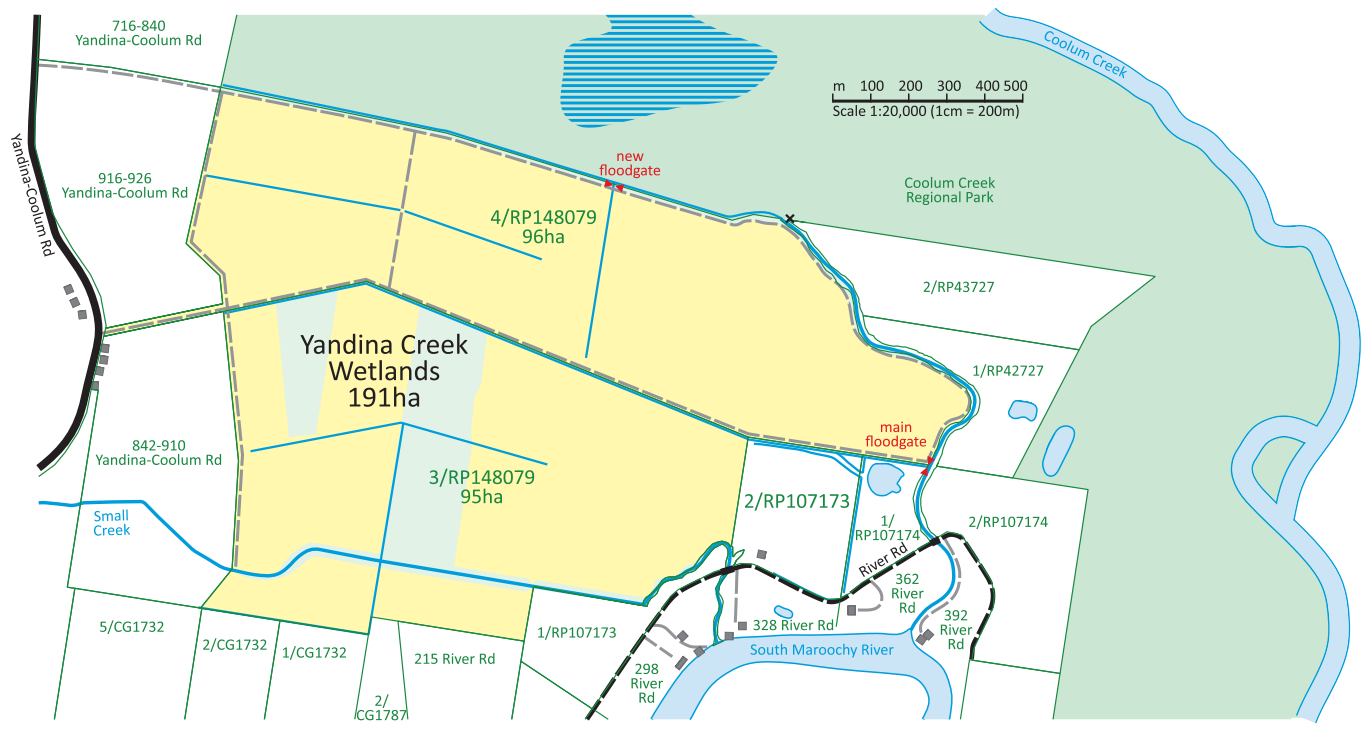 716-840
Yandina-Coolum Rd
Coolum Creek
m 100 200 300 400 500
Scale 1:20,000 (1cm = 200m)
Yandina-Coolum Rd
916-926
Yandina-Coolum Rd
new
floodgate
Coolum Creek
Regional Park
4/RP148079
96ha
2/RP43727
Yandina Creek
Wetlands
191ha
1/RP42727
main
floodgate
842-910
Yandina-Coolum Rd
3/RP148079
95ha
2/RP107173
Small
Creek
1/
RP107174
2/RP107174
River Rd
362
River
Rd
392
River
Rd
5/CG1732
2/CG1732
1/CG1732
215 River Rd
1/RP107173
328 River Rd
South Maroochy River
298
River
Rd
2/
CG1787